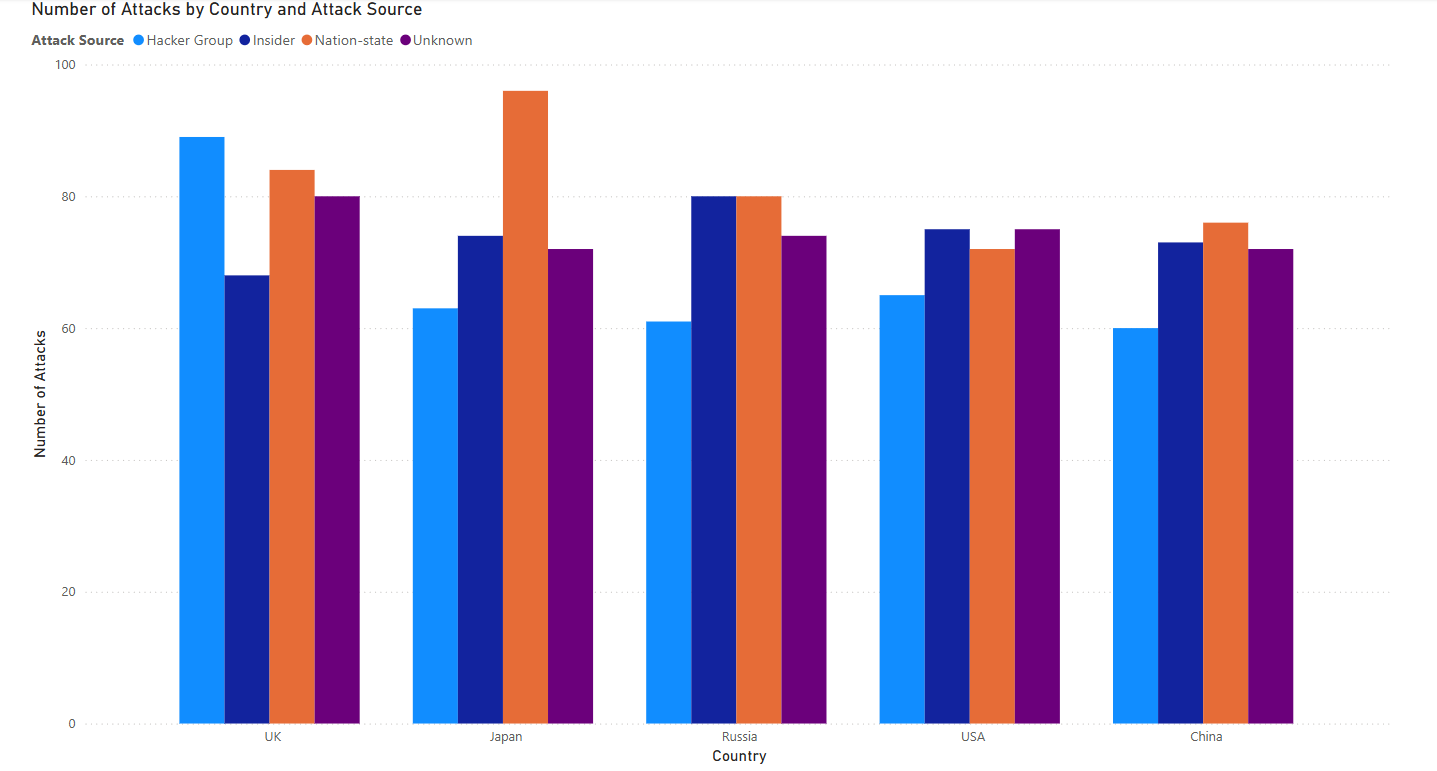 Number of Attacks by Country and Attack Source
Attack Source Hacker Group Insider Nation-state Unknown
100
80
60
40
20
0
Number of Attacks
UK Japan Russia USA China
Country